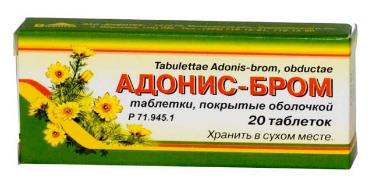 Tabulettae Adonis-brom, obductae
АДОНИС-БРОМ
таблетки, покрытые оболочкой
Р 71.945.1
20 таблеток
Хранить в сухом месте.